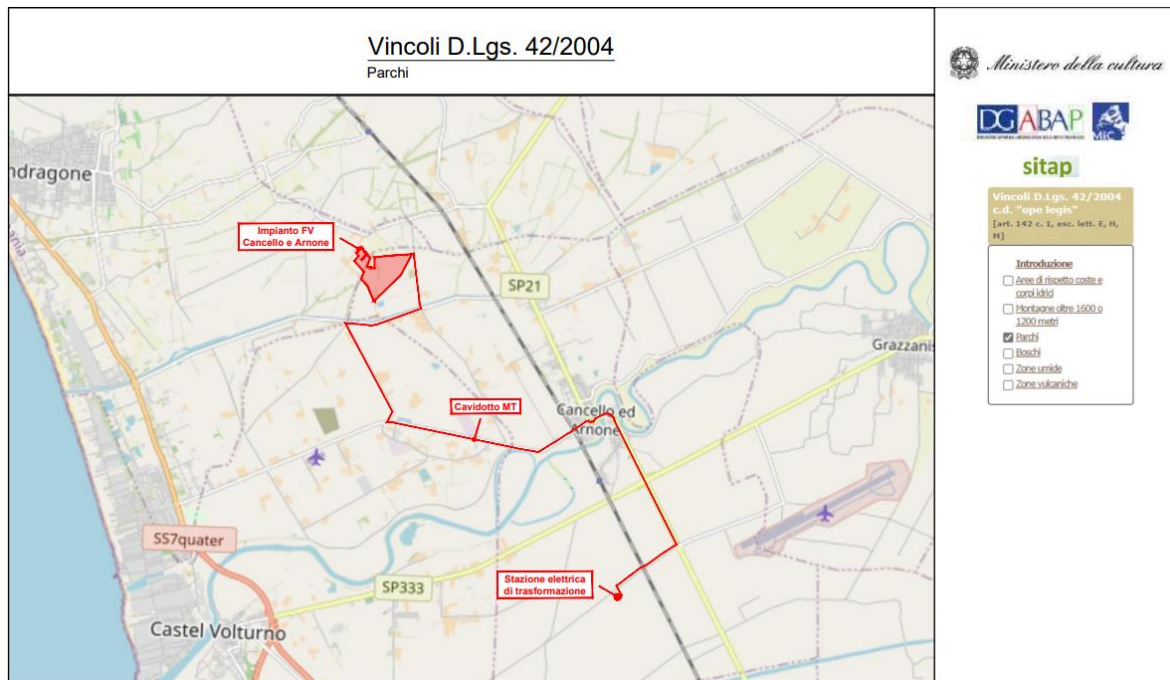 Vincoli D.Lgs. 42/2004
Parchi
Ministero della cultura
DGABAP
MiC
sitap
Vincoli D.Lgs. 42/2004
c.d. "ope legis"
[art. 142 c. 1, esc. lett. E, H,
M]
Introduzione
Aree di rispetto coste e
corpi idrici
Montagne oltre 1600 o
1200 metri
Parchi
Boschi
Zone umide
Zone vulcaniche
ndragone
Impianto FV
Cancello e Arnone
SP21
Grazzanis
Cavidotto MT
Cancello ed
Arnone
SS7quater
SP333
Stazione elettrica
di trasformazione
Castel Volturno